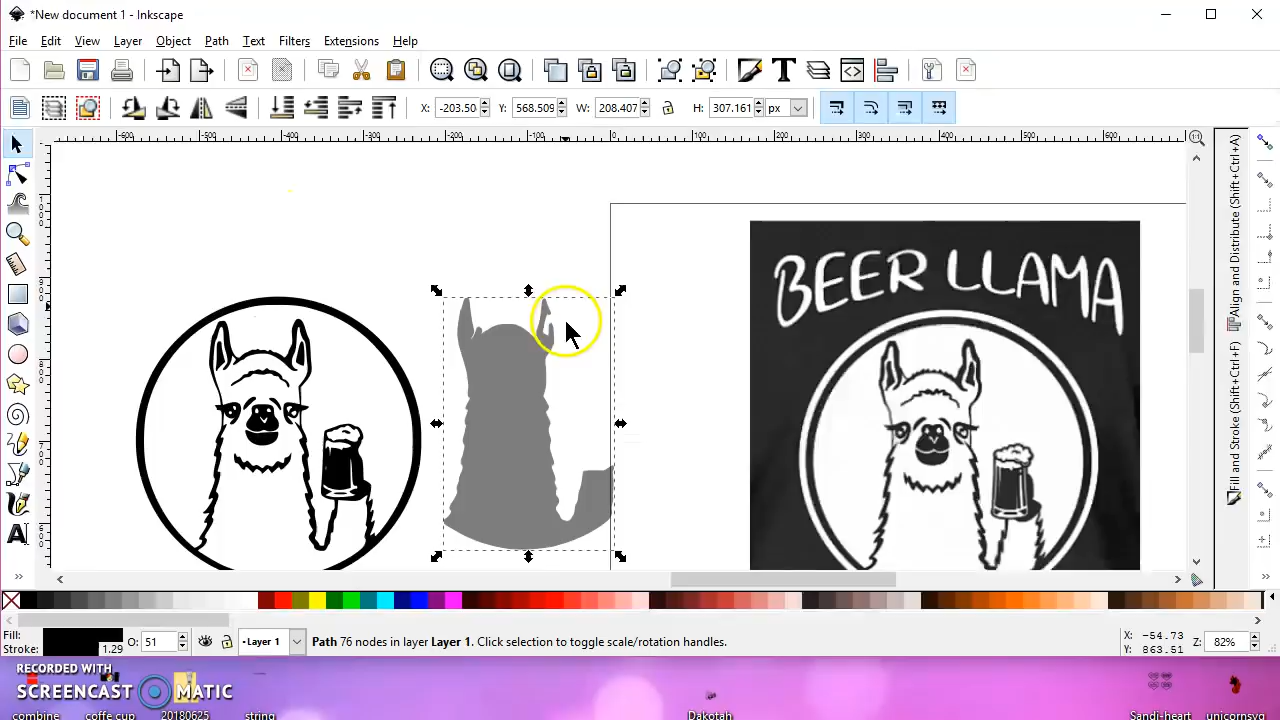 *New document 1 - Inkscape
File Edit View Layer Object Path Text Filters Extensions Help
X: -203.50 Y: 568.509 W: 208.407 H: 307.161 px
BEER LLAMA
Align and Distribute (Shift+Ctrl+A)
Fill and Stroke (Shift+Ctrl+F)
Fill:
Stroke: 1.29 O: 51 •Layer 1 Path 76 nodes in layer Layer 1. Click selection to toggle scale/rotation handles. X: -54.73 Y: 863.51 Z: 82%
RECORDED WITH
SCREENCAST MATIC
combine coffe cup 20180625 string Dakotah Sandi-heart unicornsvg